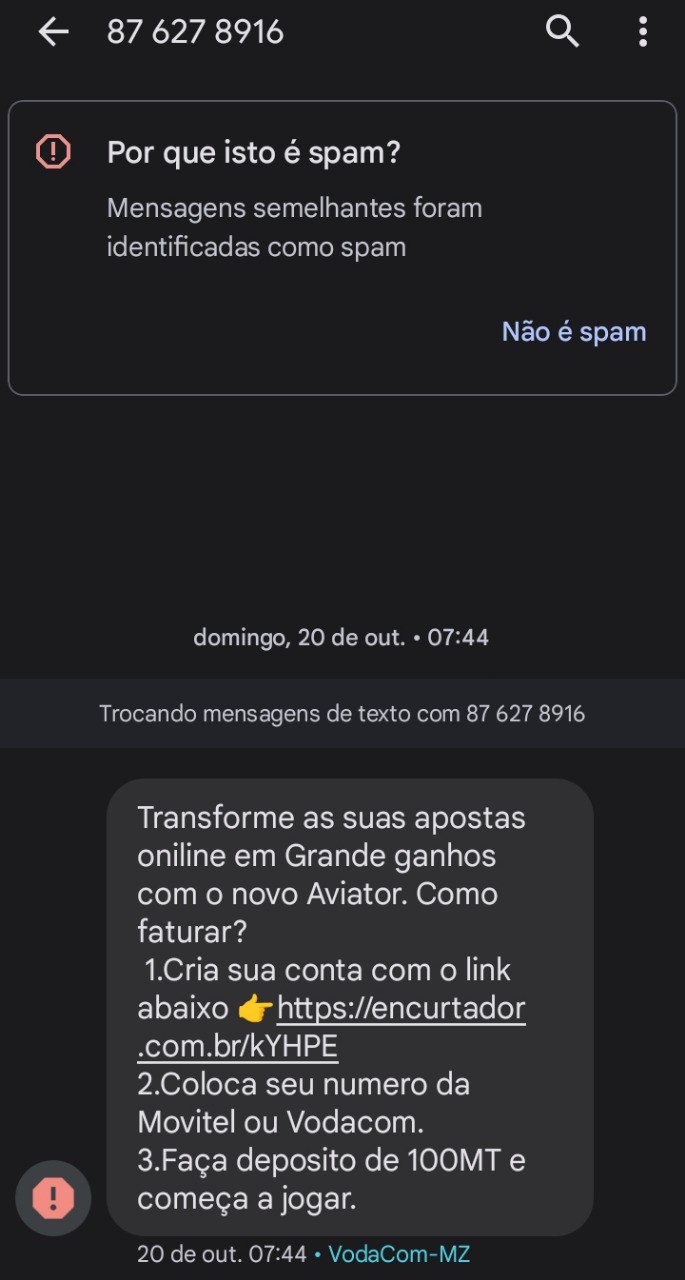 87 627 8916
Por que isto é spam?
Mensagens semelhantes foram
identificadas como spam
Não é spam
domingo, 20 de out. • 07:44
Trocando mensagens de texto com 87 627 8916
Transforme as suas apostas
oniline em Grande ganhos
com o novo Aviator. Como
faturar?
1.Cria sua conta com o link
abaixo 👉https://encurtador
.com.br/kYHPE
2.Coloca seu numero da
Movitel ou Vodacom.
3.Faça deposito de 100MT e
começa a jogar.
20 de out. 07:44 • VodaCom-MZ